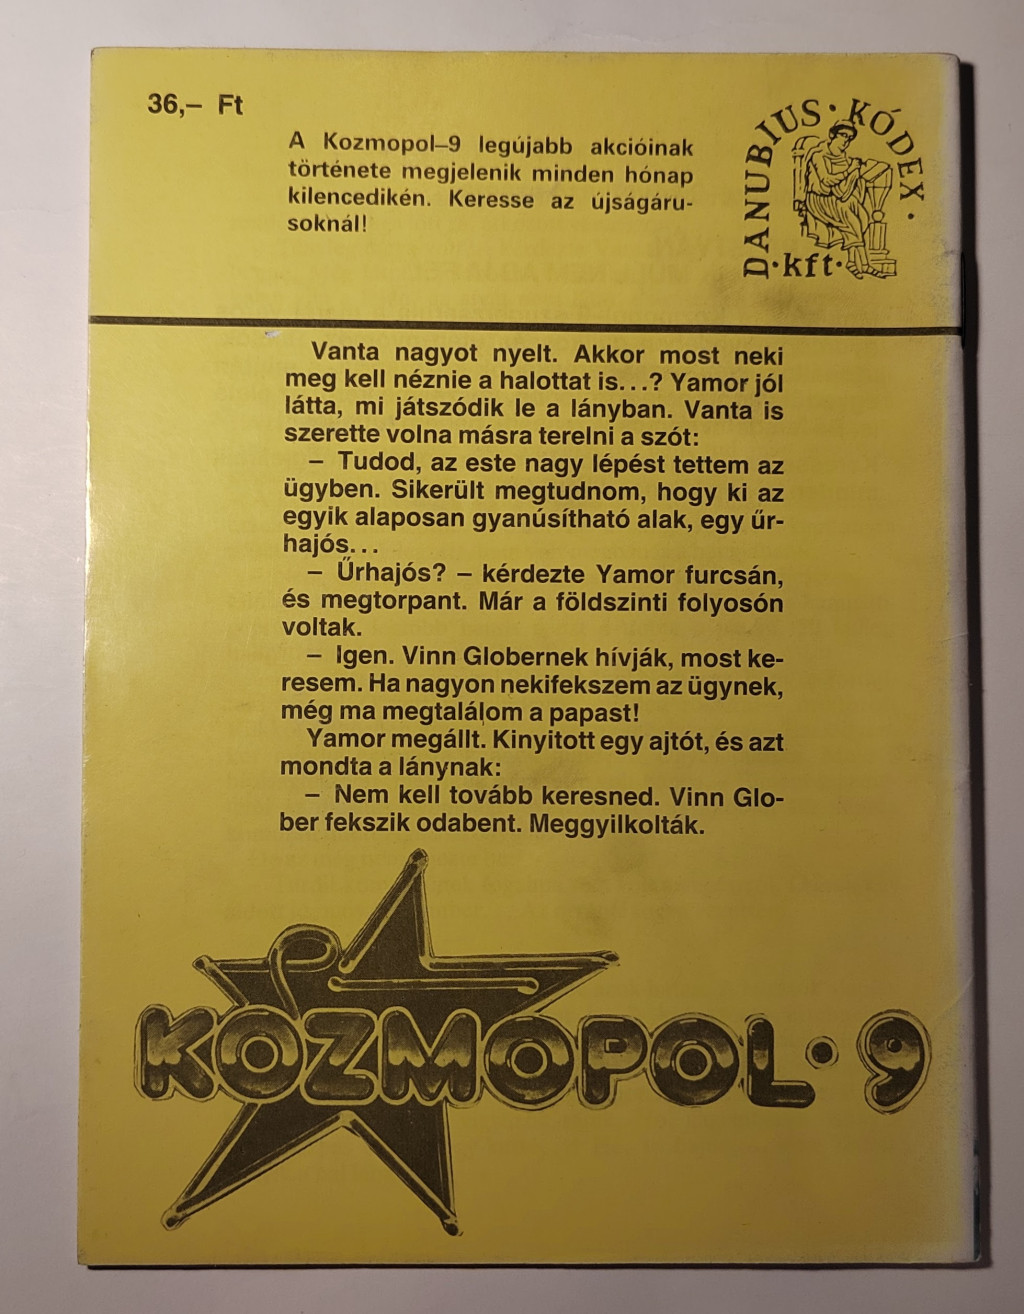 36,– Ft
A Kozmopol–9 legújabb akcióinak
története megjelenik minden hónap
kilencedikén. Keresse az újságáru-
soknál!
DANUBIUS · KÓDEX ·
· kft ·
Vanta nagyot nyelt. Akkor most neki
meg kell néznie a halottat is...? Yamor jól
látta, mi játszódik le a lányban. Vanta is
szerette volna másra terelni a szót:
– Tudod, az este nagy lépést tettem az
ügyben. Sikerült megtudnom, hogy ki az
egyik alaposan gyanúsítható alak, egy űr-
hajós...
– Űrhajós? – kérdezte Yamor furcsán,
és megtorpant. Már a földszinti folyosón
voltak.
– Igen. Vinn Globernek hívják, most ke-
resem. Ha nagyon nekifekszem az ügynek,
még ma megtalálom a papast!
Yamor megállt. Kinyitott egy ajtót, és azt
mondta a lánynak:
– Nem kell tovább keresned. Vinn Glo-
ber fekszik odabent. Meggyilkolták.
KOZMOPOL · 9